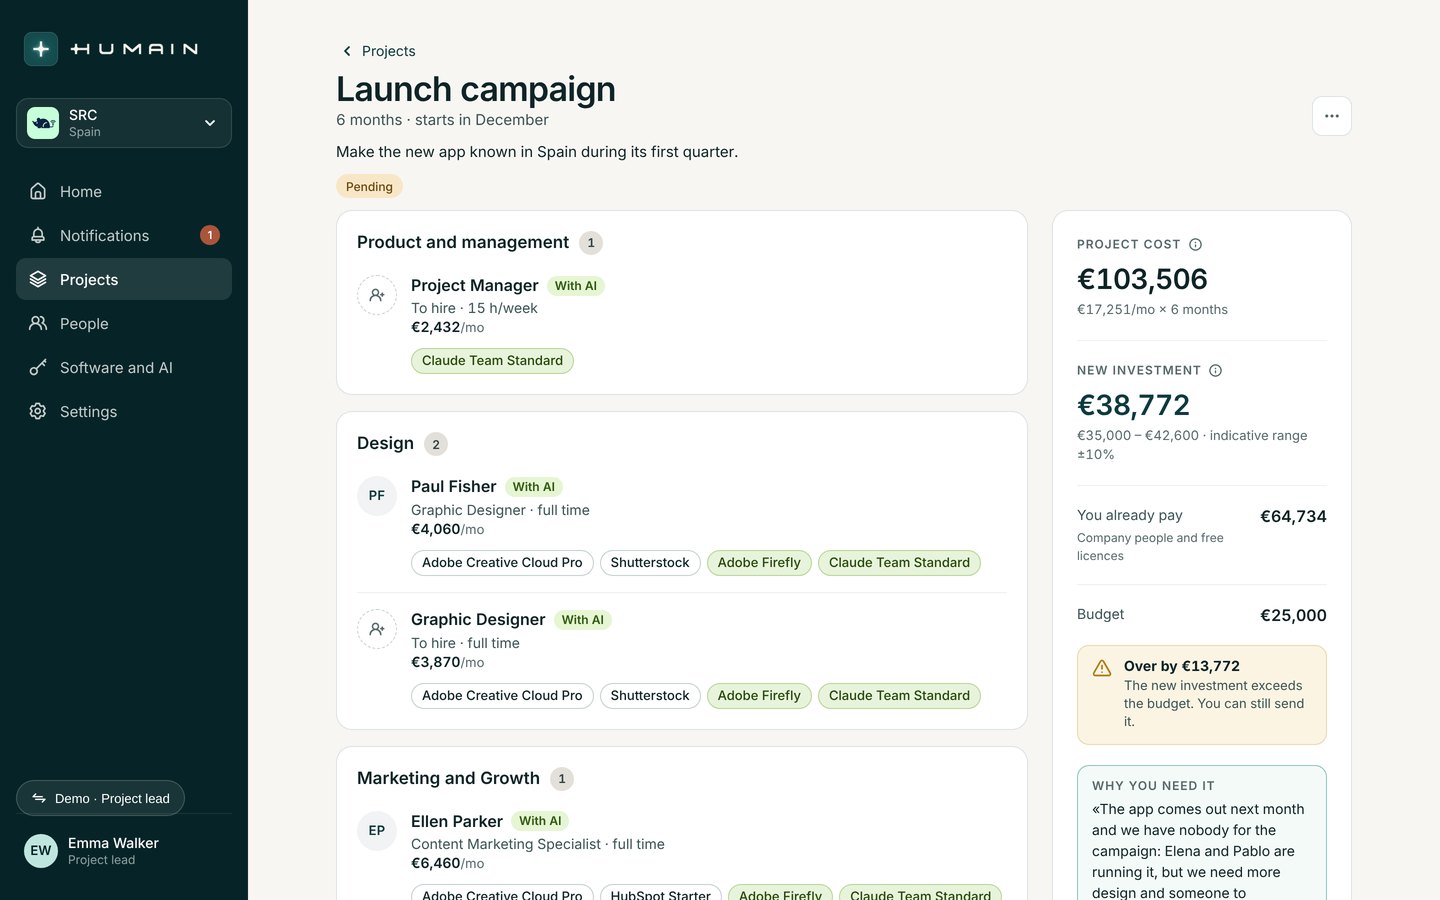 HUMAIN
SRC
Spain
Home
Notifications 1
Projects
People
Software and AI
Settings
Demo · Project lead
EW
Emma Walker
Project lead
Projects
Launch campaign
6 months · starts in December
Make the new app known in Spain during its first quarter.
Pending
Product and management 1
Project Manager With AI
To hire · 15 h/week
€2,432/mo
Claude Team Standard
Design 2
PF
Paul Fisher With AI
Graphic Designer · full time
€4,060/mo
Adobe Creative Cloud Pro Shutterstock Adobe Firefly Claude Team Standard
Graphic Designer With AI
To hire · full time
€3,870/mo
Adobe Creative Cloud Pro Shutterstock Adobe Firefly Claude Team Standard
Marketing and Growth 1
EP
Ellen Parker With AI
Content Marketing Specialist · full time
€6,460/mo
Adobe Creative Cloud Pro HubSpot Starter Adobe Firefly Claude Team Standard
PROJECT COST
€103,506
€17,251/mo × 6 months
NEW INVESTMENT
€38,772
€35,000 – €42,600 · indicative range
±10%
You already pay €64,734
Company people and free
licences
Budget €25,000
Over by €13,772
The new investment exceeds
the budget. You can still send
it.
WHY YOU NEED IT
«The app comes out next month
and we have nobody for the
campaign: Elena and Pablo are
running it, but we need more
design and someone to